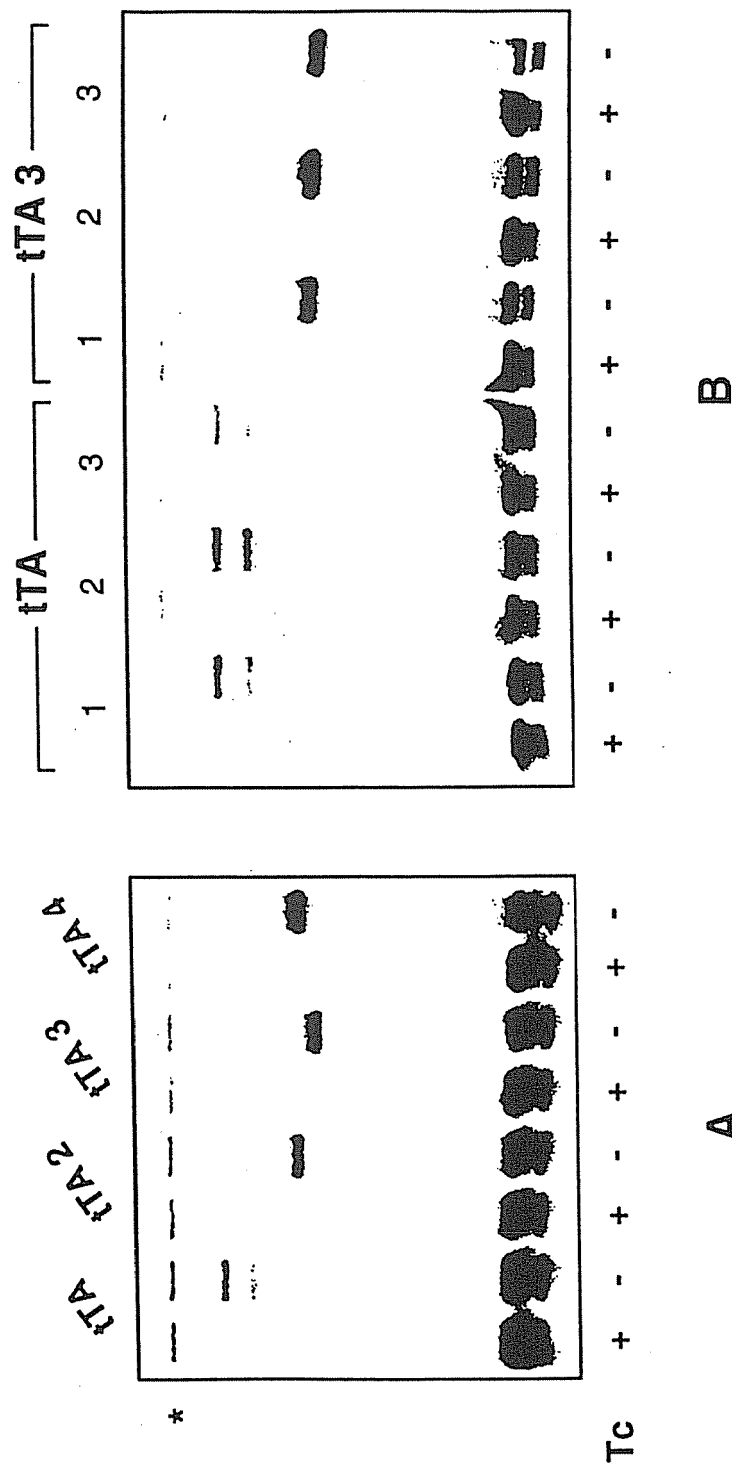 tTA tTA2 tTA3 tTA4
*
Tc + - + - + - + -
A
tTA tTA 3
1 2 3 1 2 3
+ - + - + - + - + - + -
B